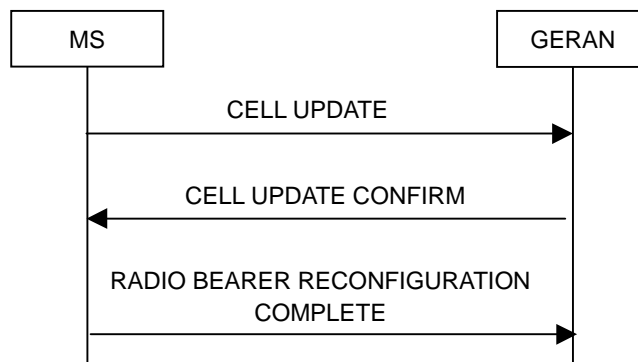 MS
GERAN
CELL UPDATE
CELL UPDATE CONFIRM
RADIO BEARER RECONFIGURATION
COMPLETE